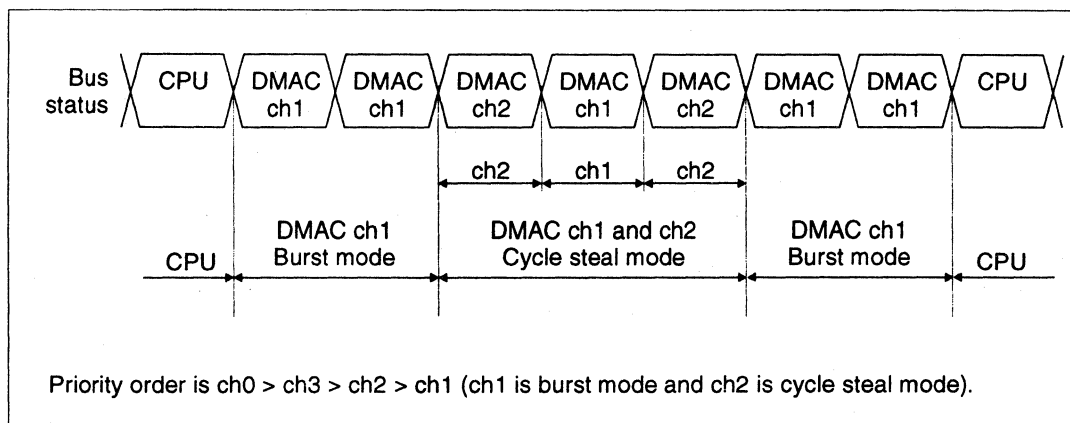 Bus status
CPU
DMAC ch1
DMAC ch1
DMAC ch2
DMAC ch1
DMAC ch2
DMAC ch1
DMAC ch1
CPU
ch2
ch1
ch2
CPU
DMAC ch1
Burst mode
DMAC ch1 and ch2
Cycle steal mode
DMAC ch1
Burst mode
CPU
Priority order is ch0 > ch3 > ch2 > ch1 (ch1 is burst mode and ch2 is cycle steal mode).